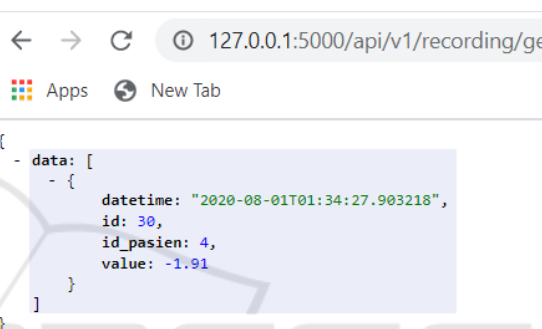 127.0.0.1:5000/api/v1/recording/ge
Apps New Tab
{
- data: [
- {
datetime: "2020-08-01T01:34:27.903218",
id: 30,
id_pasien: 4,
value: -1.91
}
]
}